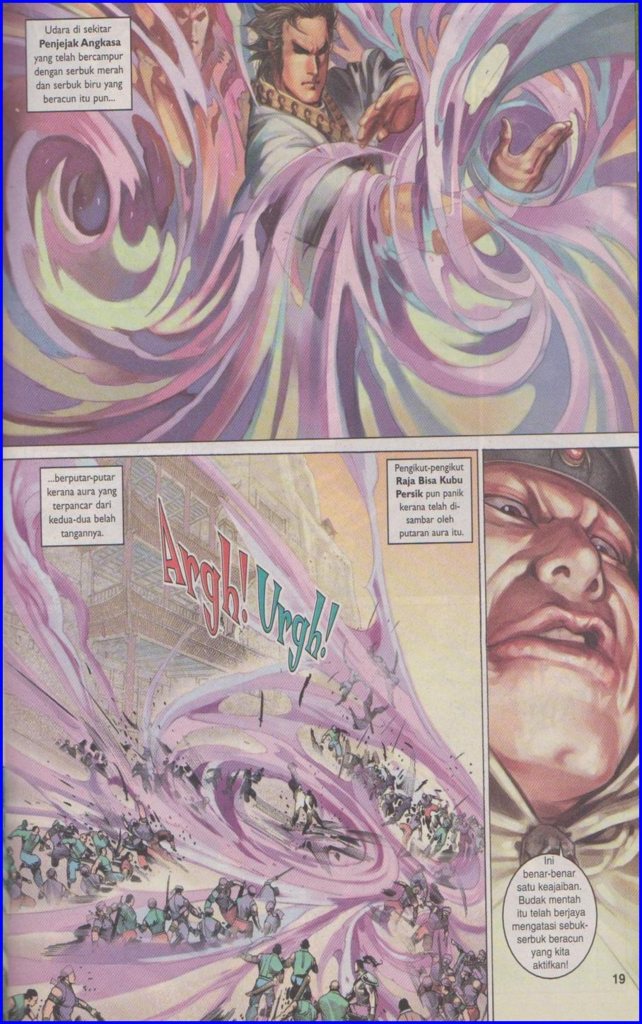 Udara di sekitar
Penjejak Angkasa
yang telah bercampur
dengan serbuk merah
dan serbuk biru yang
beracun itu pun...
...berputar-putar
kerana aura yang
terpancar dari
kedua-dua belah
tangannya.
Pengikut-pengikut
Raja Bisa Kubu
Persik pun panik
kerana telah di-
sambar oleh
putaran aura itu.
Argh! Urgh!
Ini
benar-benar
satu keajaiban.
Budak mentah
itu telah berjaya
mengatasi sebuk-
serbuk beracun
yang kita
aktifkan!
19